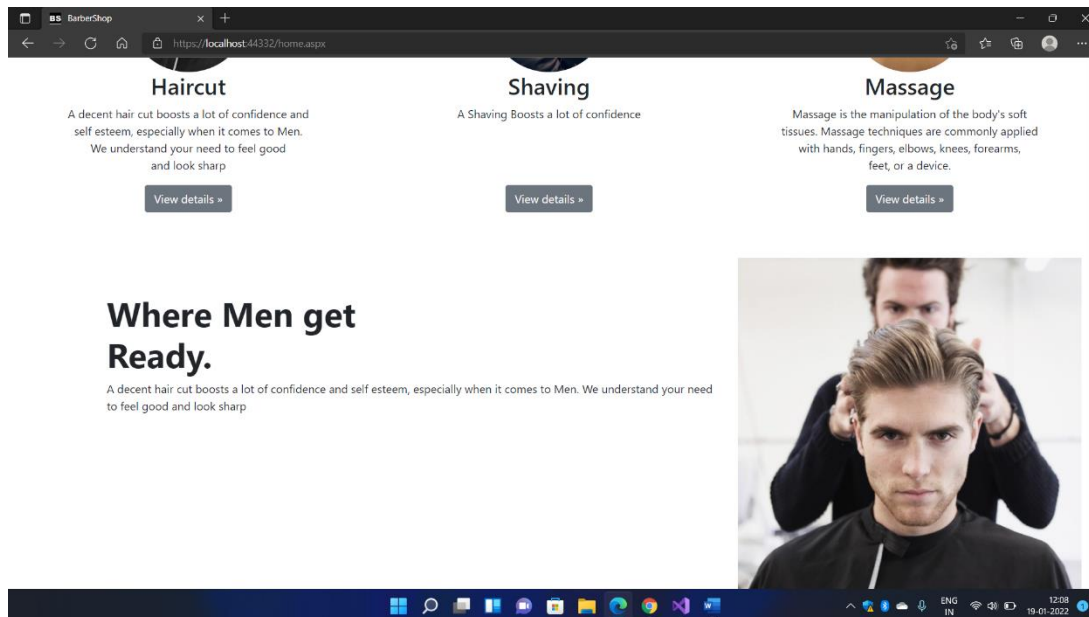 BS BarberShop
https://localhost:44332/home.aspx
Haircut
A decent hair cut boosts a lot of confidence and
self esteem, especially when it comes to Men.
We understand your need to feel good
and look sharp
View details »
Shaving
A Shaving Boosts a lot of confidence
View details »
Massage
Massage is the manipulation of the body's soft
tissues. Massage techniques are commonly applied
with hands, fingers, elbows, knees, forearms,
feet, or a device.
View details »
Where Men get
Ready.
A decent hair cut boosts a lot of confidence and self esteem, especially when it comes to Men. We understand your need
to feel good and look sharp
ENG
IN
12:08
19-01-2022
1